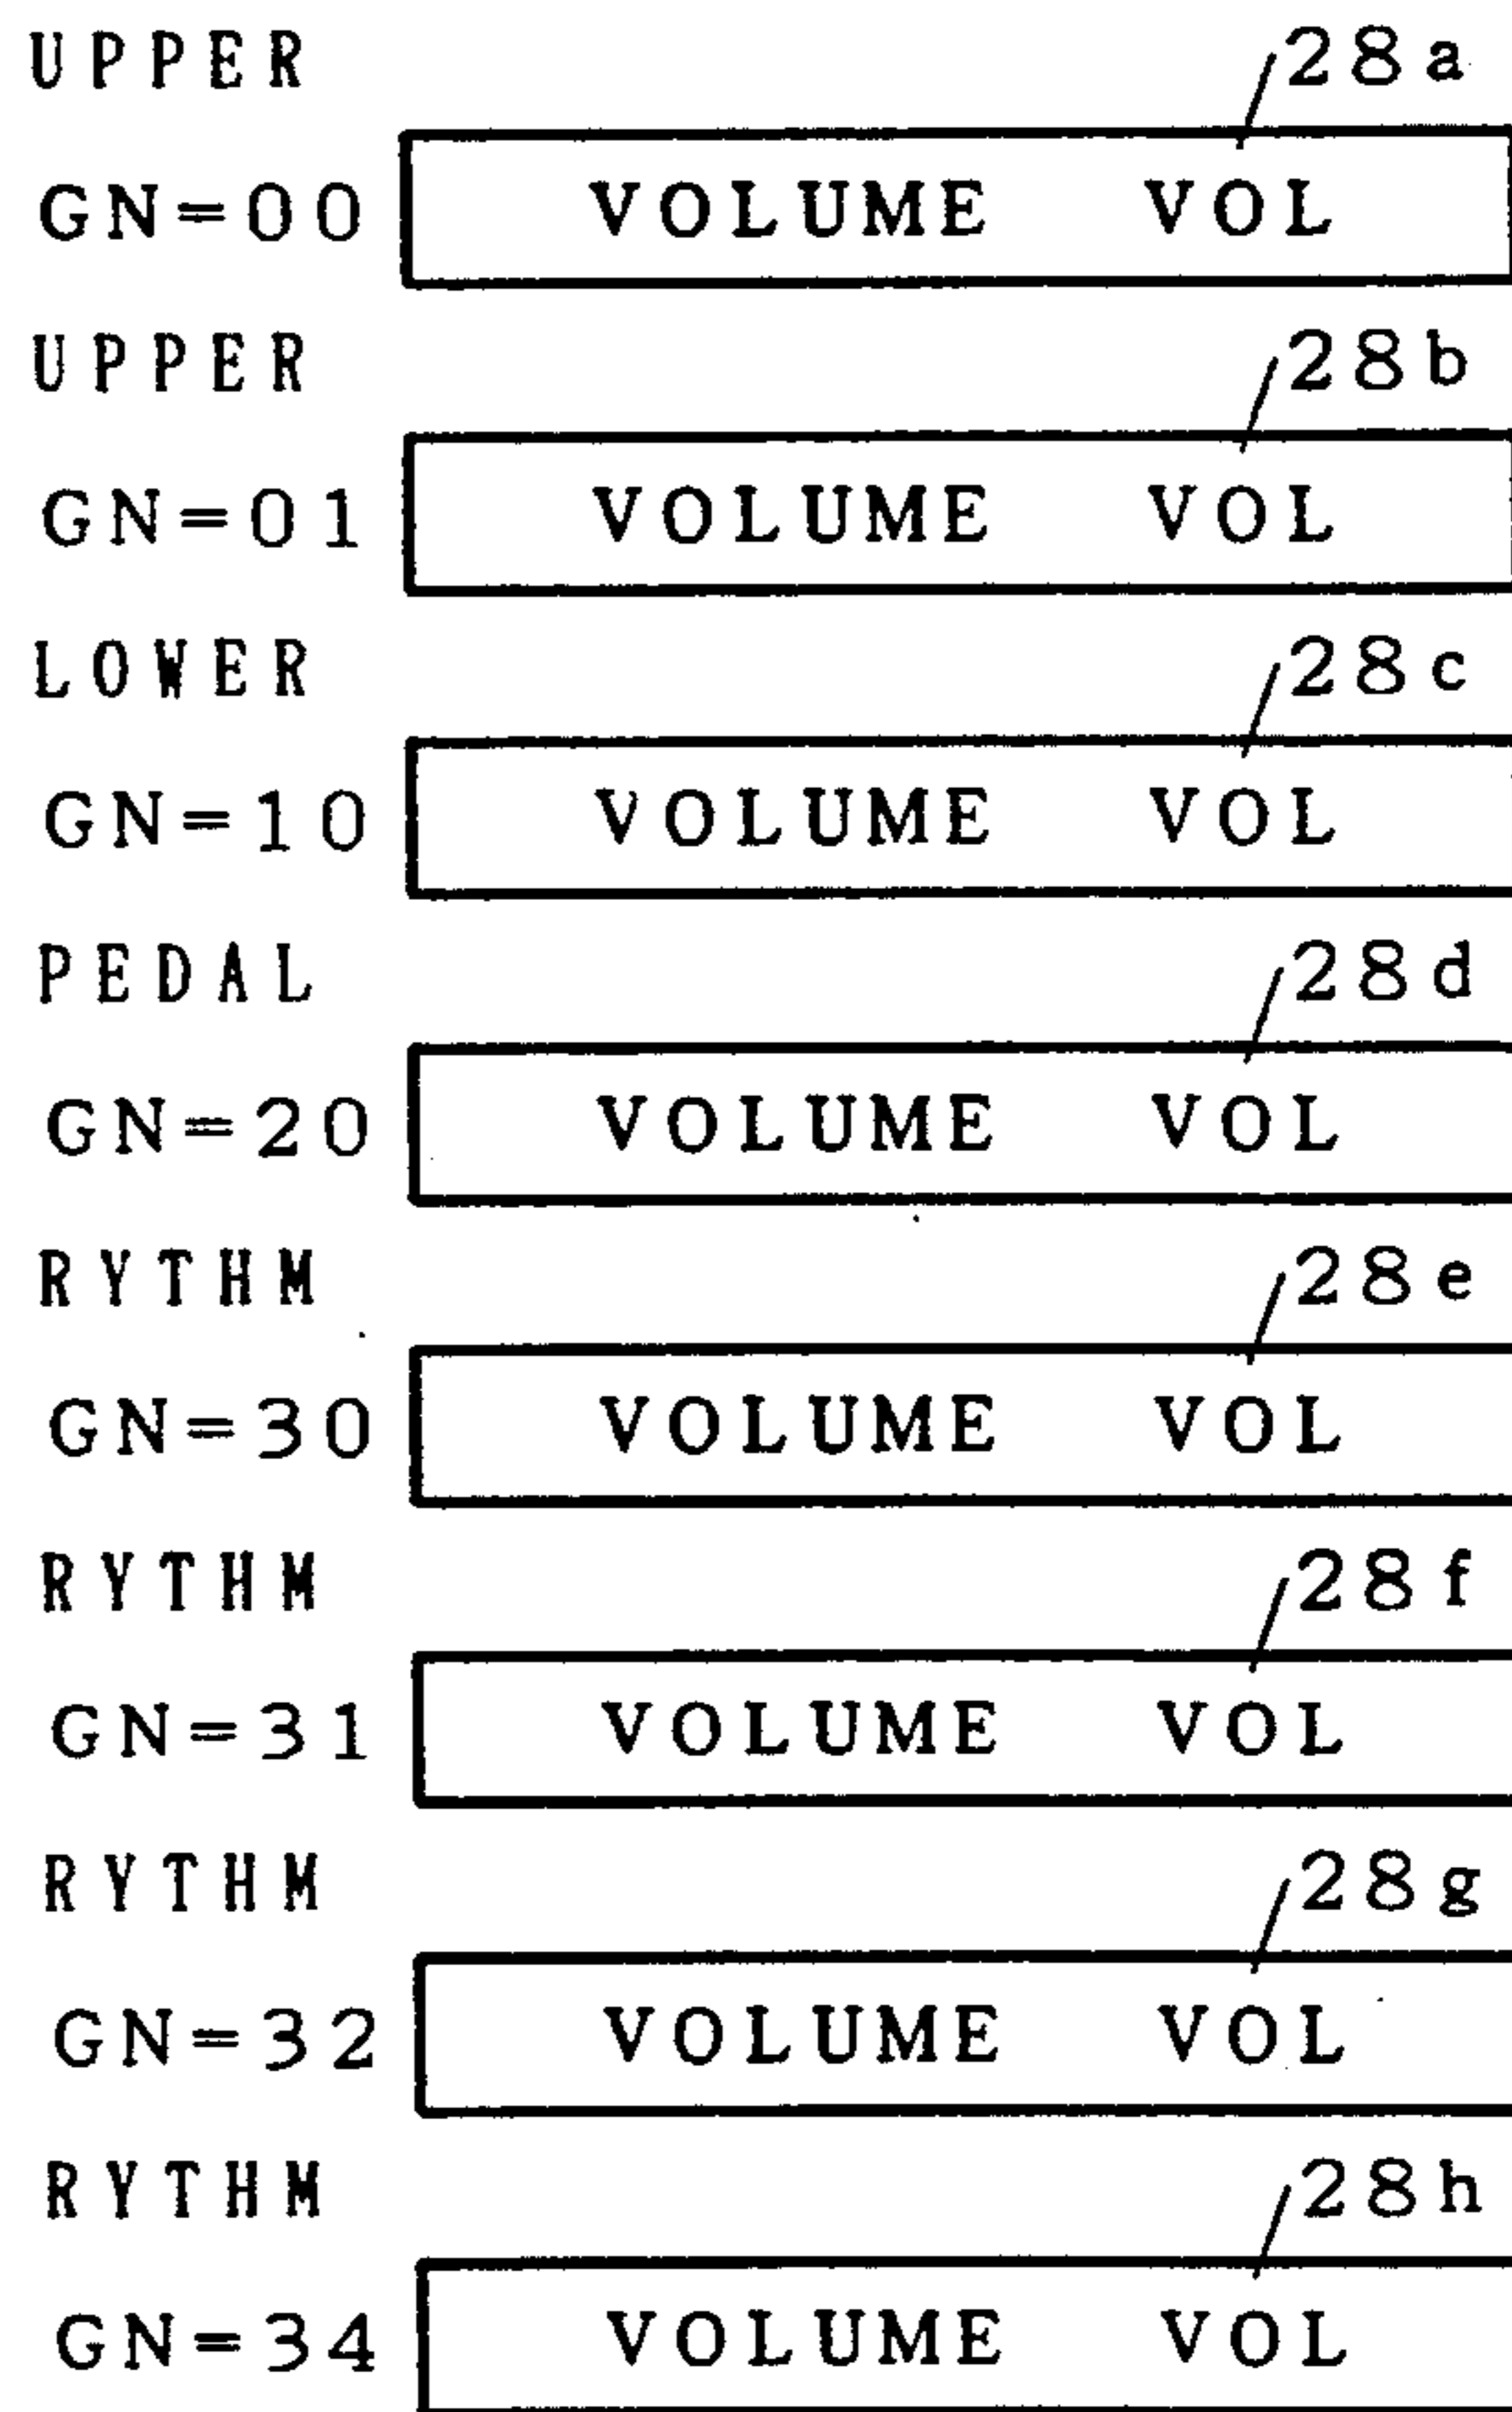 UPPER 28a
GN=00 VOLUME VOL
UPPER 28b
GN=01 VOLUME VOL
LOWER 28c
GN=10 VOLUME VOL
PEDAL 28d
GN=20 VOLUME VOL
RYTHM 28e
GN=30 VOLUME VOL
RYTHM 28f
GN=31 VOLUME VOL
RYTHM 28g
GN=32 VOLUME VOL
RYTHM 28h
GN=34 VOLUME VOL